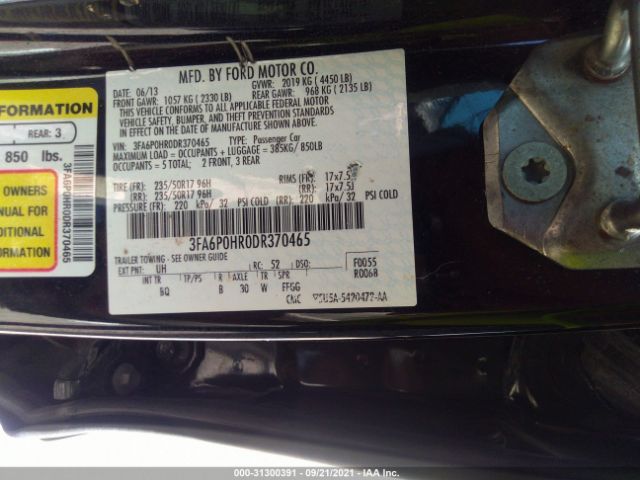 MFD. BY FORD MOTOR CO.
DATE: 06/13 GVWR: 2019 KG ( 4450 LB)
FRONT GAWR: 1057 KG ( 2330 LB) REAR GAWR: 968 KG ( 2135 LB)
THIS VEHICLE CONFORMS TO ALL APPLICABLE FEDERAL MOTOR
VEHICLE SAFETY, BUMPER, AND THEFT PREVENTION STANDARDS
IN EFFECT ON THE DATE OF MANUFACTURE SHOWN ABOVE.
VIN: 3FA6P0HR0DR370465 Type: Passenger Car
MAXIMUM LOAD = OCCUPANTS + LUGGAGE = 385KG/850LB
OCCUPANTS = 5 TOTAL; 2 FRONT, 3 REAR
TIRE (FR): 235/50R17 96H RIMS (FR): 17x7.5J
(RR): 235/50R17 96H (RR): 17x7.5J
PRESSURE (FR): 220 kPa/ 32 PSI COLD (RR) 220 kPa/ 32 PSI COLD
3FA6P0HR0DR370465
TRAILER TOWING - SEE OWNER GUIDE
EXT PNT: UH RC: 52 DSO: F0055
INT TR TP/PS R AXLE TR SPR R0068
BQ B 30 W FFGG
FORMATION
REAR: 3
850 lbs.
OWNERS
NUAL FOR
DITIONAL
ORMATION
3FA6P0HR0DR370465
000-31300391 - 09/21/2021 - IAAI.com